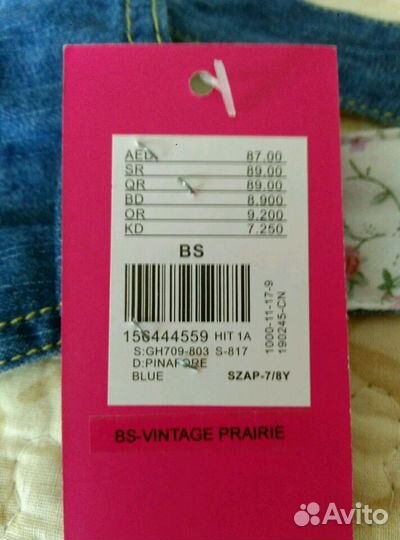 AED 87.00
SR 89.00
QR 89.00
BD 8.900
OR 9.200
KD 7.250
BS
156444559 HIT 1A
S:GH709-803 S-817
D:PINAFORE
BLUE SZAP-7/8Y
1000-11-17-9
190245-CN
BS-VINTAGE PRAIRIE
Avito